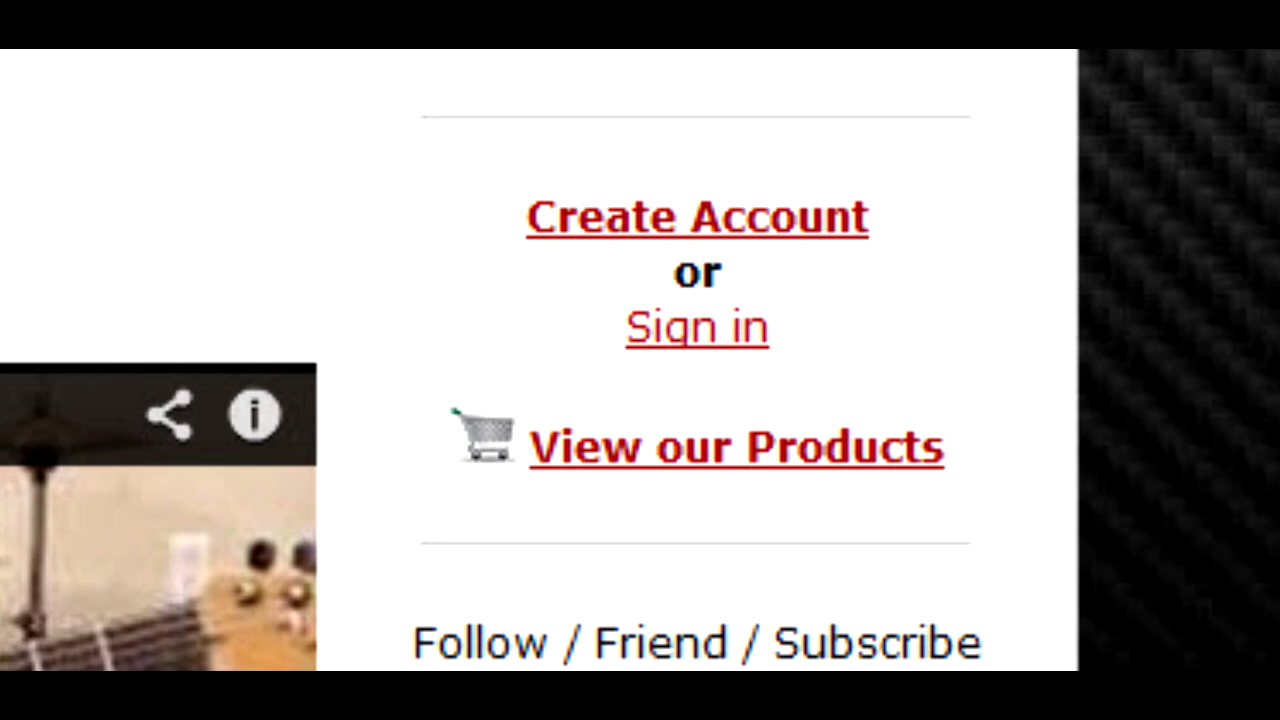 Create Account
or
Sign in
View our Products
Follow / Friend / Subscribe